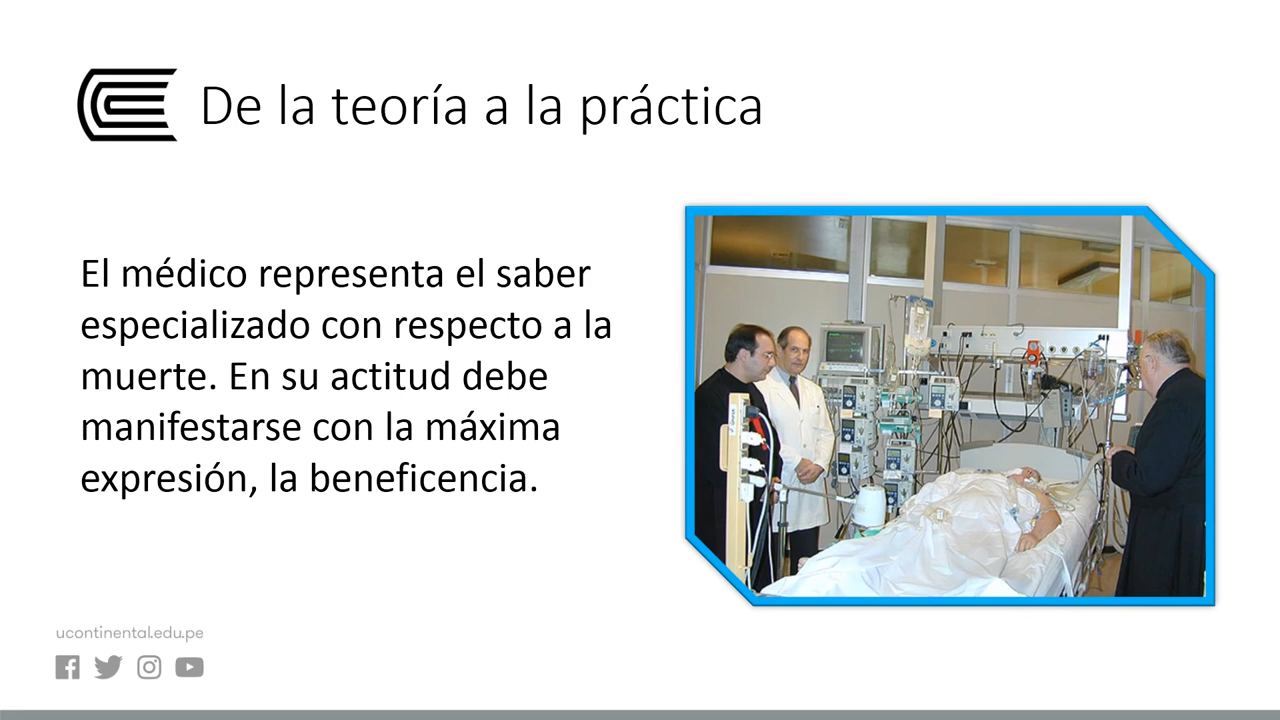 De la teoría a la práctica
El médico representa el saber
especializado con respecto a la
muerte. En su actitud debe
manifestarse con la máxima
expresión, la beneficencia.
ucontinental.edu.pe